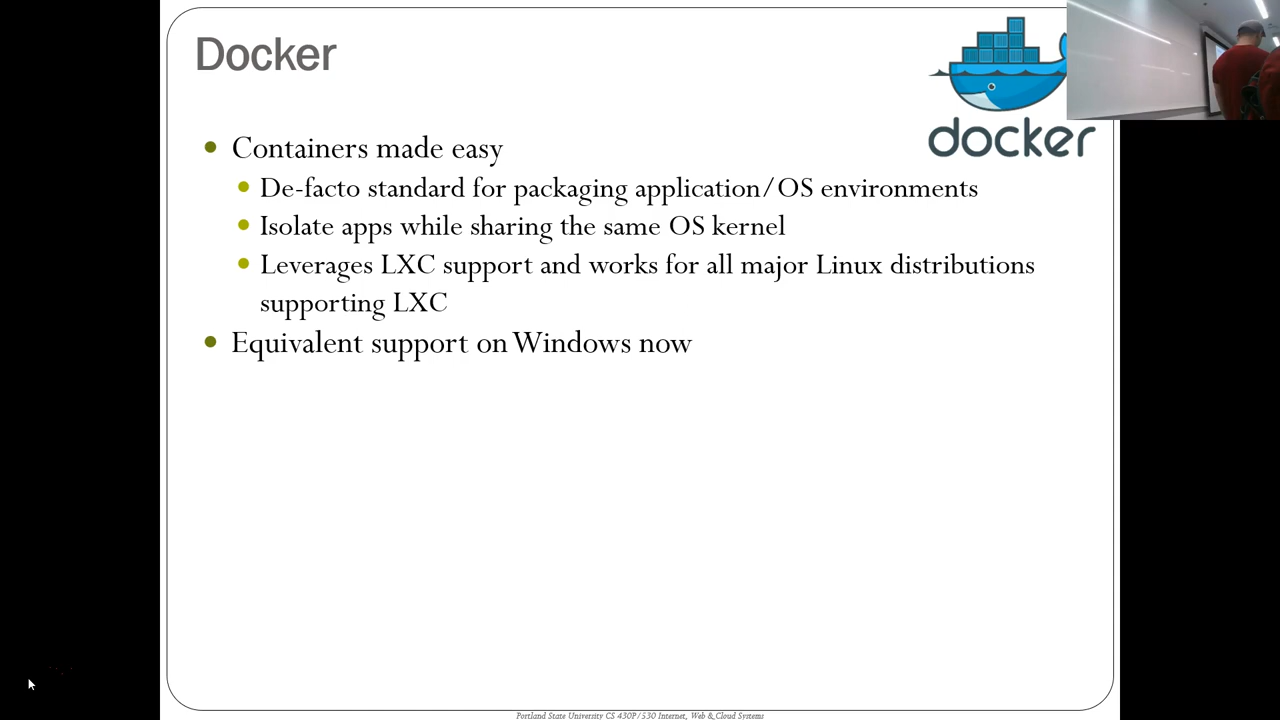 Docker
docker
Containers made easy
De-facto standard for packaging application/OS environments
Isolate apps while sharing the same OS kernel
Leverages LXC support and works for all major Linux distributions
supporting LXC
Equivalent support on Windows now
Portland State University CS 430P/530 Internet, Web & Cloud Systems